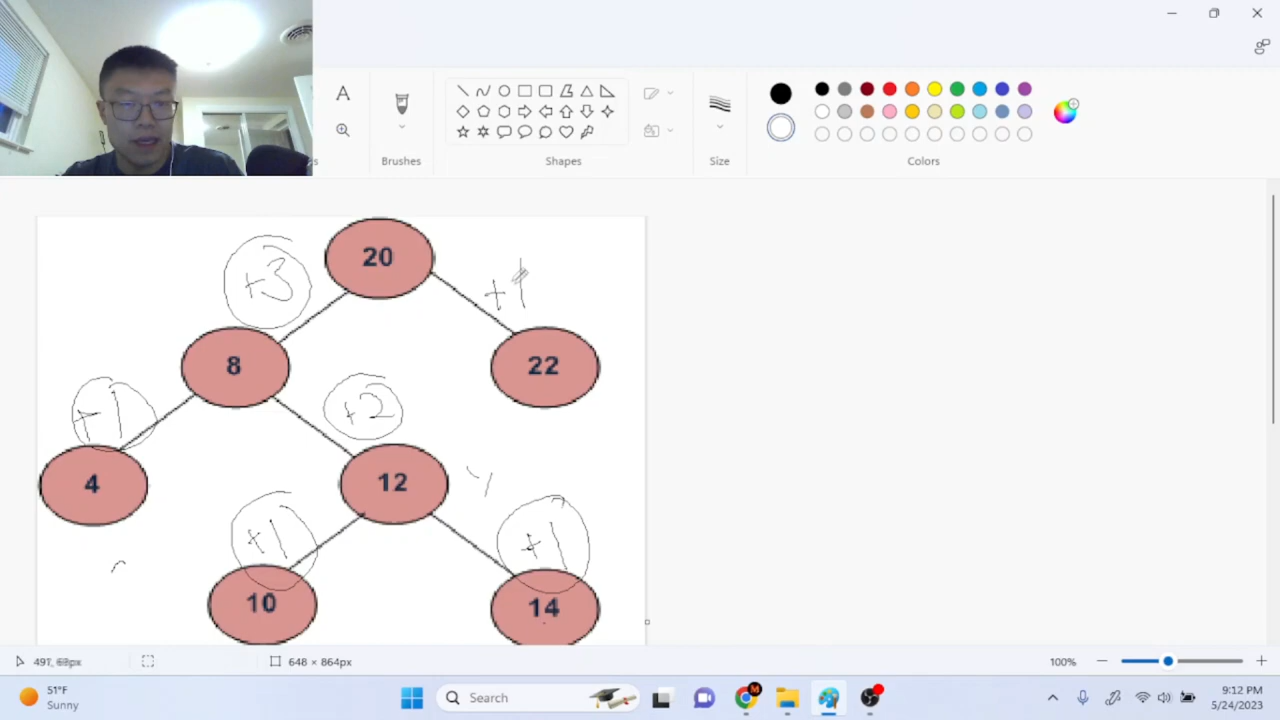 A
s
Brushes
Shapes
Size
Colors
20
+3
+1
8
22
+1
+2
4
12
+1
+1
10
14
648 × 864px
100%
51°F
Sunny
Search
M
9:12 PM
5/24/2023